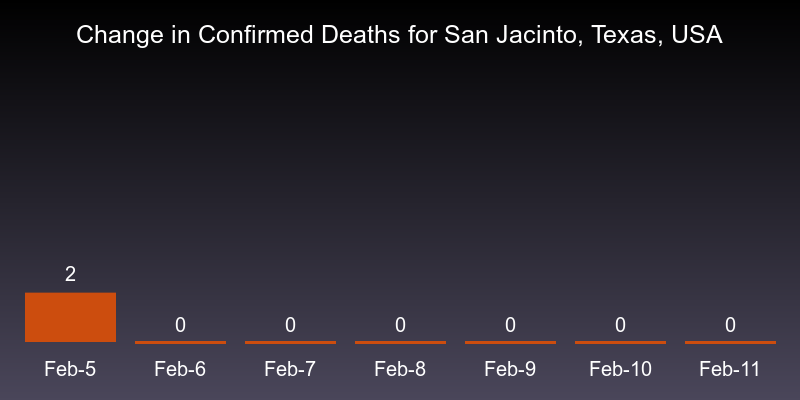 Change in Confirmed Deaths for San Jacinto, Texas, USA
2
0 0 0 0 0 0
Feb-5 Feb-6 Feb-7 Feb-8 Feb-9 Feb-10 Feb-11